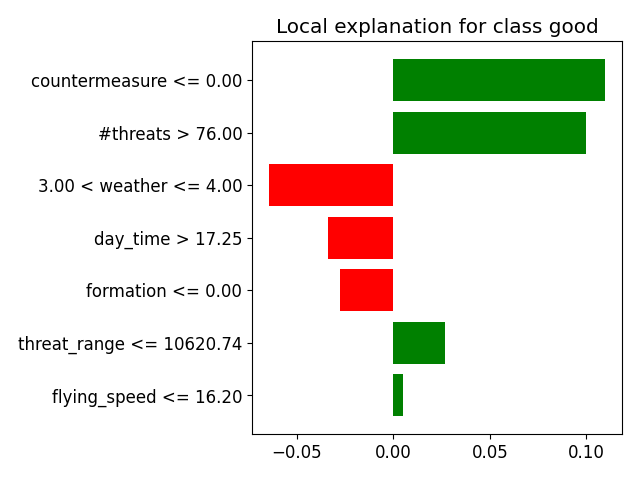 Local explanation for class good
countermeasure <= 0.00
#threats > 76.00
3.00 < weather <= 4.00
day_time > 17.25
formation <= 0.00
threat_range <= 10620.74
flying_speed <= 16.20
−0.05 0.00 0.05 0.10